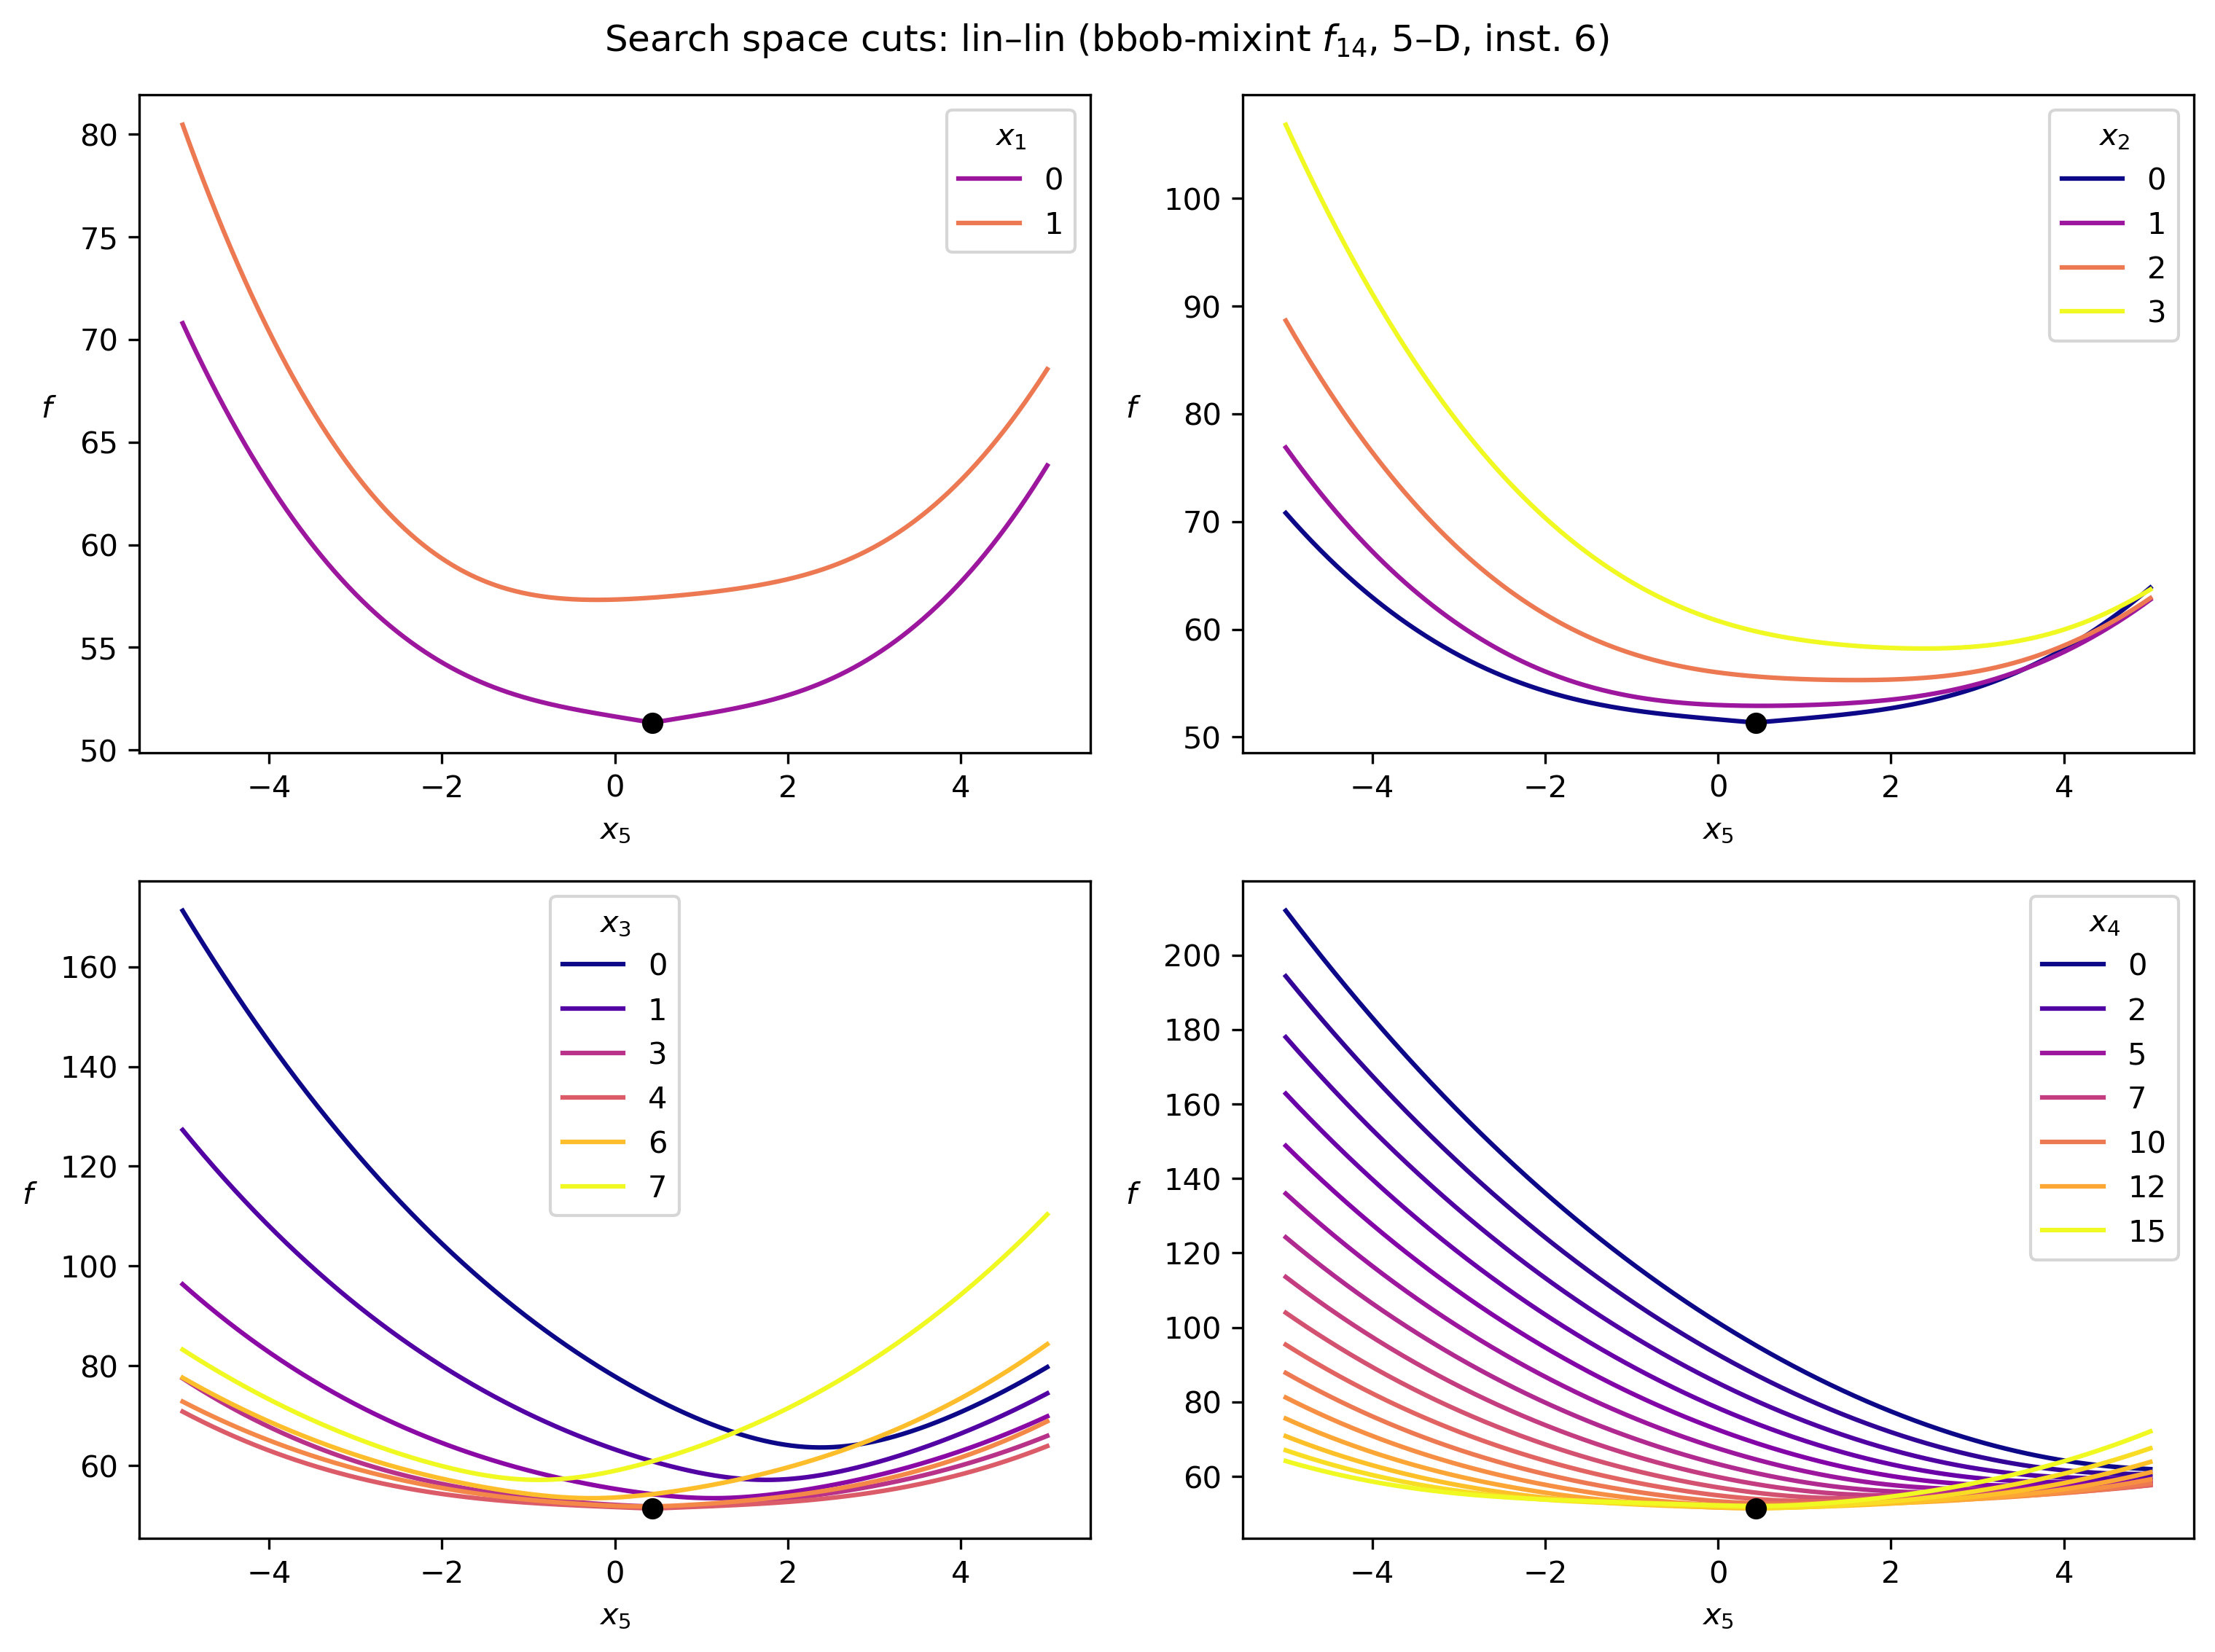 Search space cuts: lin–lin (bbob-mixint f₁₄, 5–D, inst. 6)
80
75
70
65
60
55
50
f
−4 −2 0 2 4
x₅
x₁
0
1
100
90
80
70
60
50
f
−4 −2 0 2 4
x₅
x₂
0
1
2
3
160
140
120
100
80
60
f
−4 −2 0 2 4
x₅
x₃
0
1
3
4
6
7
200
180
160
140
120
100
80
60
f
−4 −2 0 2 4
x₅
x₄
0
2
5
7
10
12
15